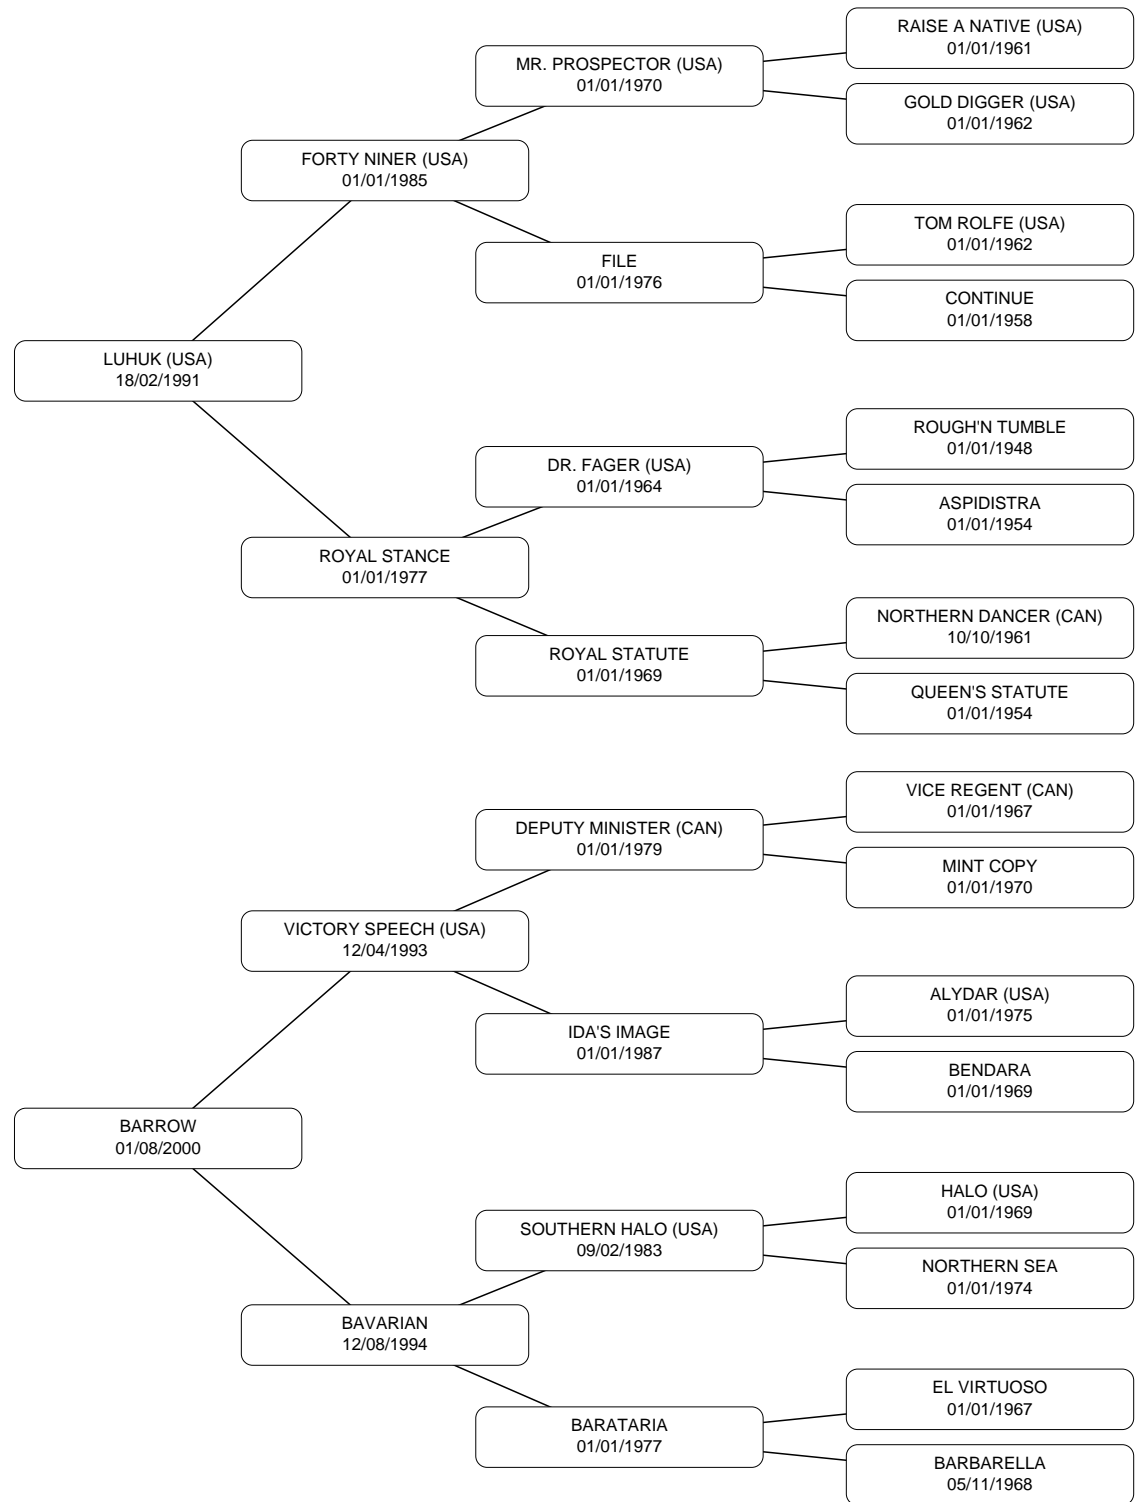 RAISE A NATIVE (USA)
01/01/1961
MR. PROSPECTOR (USA)
01/01/1970
GOLD DIGGER (USA)
01/01/1962
FORTY NINER (USA)
01/01/1985
TOM ROLFE (USA)
01/01/1962
FILE
01/01/1976
CONTINUE
01/01/1958
LUHUK (USA)
18/02/1991
ROUGH'N TUMBLE
01/01/1948
DR. FAGER (USA)
01/01/1964
ASPIDISTRA
01/01/1954
ROYAL STANCE
01/01/1977
NORTHERN DANCER (CAN)
10/10/1961
ROYAL STATUTE
01/01/1969
QUEEN'S STATUTE
01/01/1954
VICE REGENT (CAN)
01/01/1967
DEPUTY MINISTER (CAN)
01/01/1979
MINT COPY
01/01/1970
VICTORY SPEECH (USA)
12/04/1993
ALYDAR (USA)
01/01/1975
IDA'S IMAGE
01/01/1987
BENDARA
01/01/1969
BARROW
01/08/2000
HALO (USA)
01/01/1969
SOUTHERN HALO (USA)
09/02/1983
NORTHERN SEA
01/01/1974
BAVARIAN
12/08/1994
EL VIRTUOSO
01/01/1967
BARATARIA
01/01/1977
BARBARELLA
05/11/1968